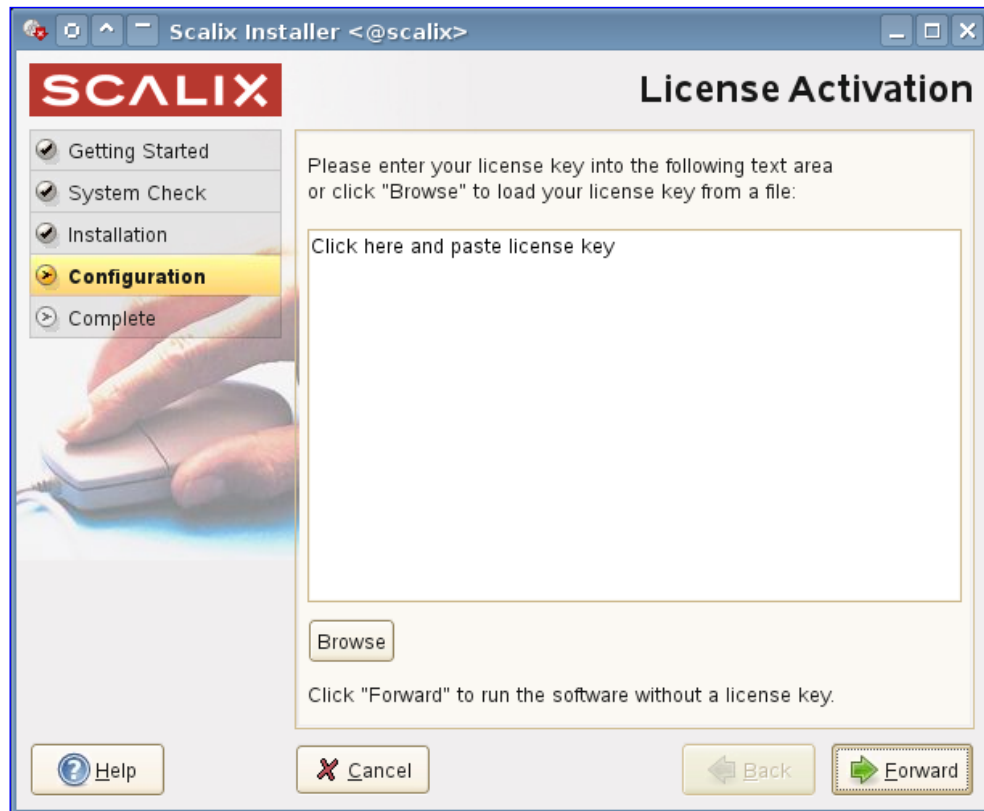 Scalix Installer <@scalix>
SCALIX
License Activation
Getting Started
System Check
Installation
Configuration
Complete
Please enter your license key into the following text area
or click "Browse" to load your license key from a file:
Click here and paste license key
Browse
Click "Forward" to run the software without a license key.
Help
Cancel
Back
Forward